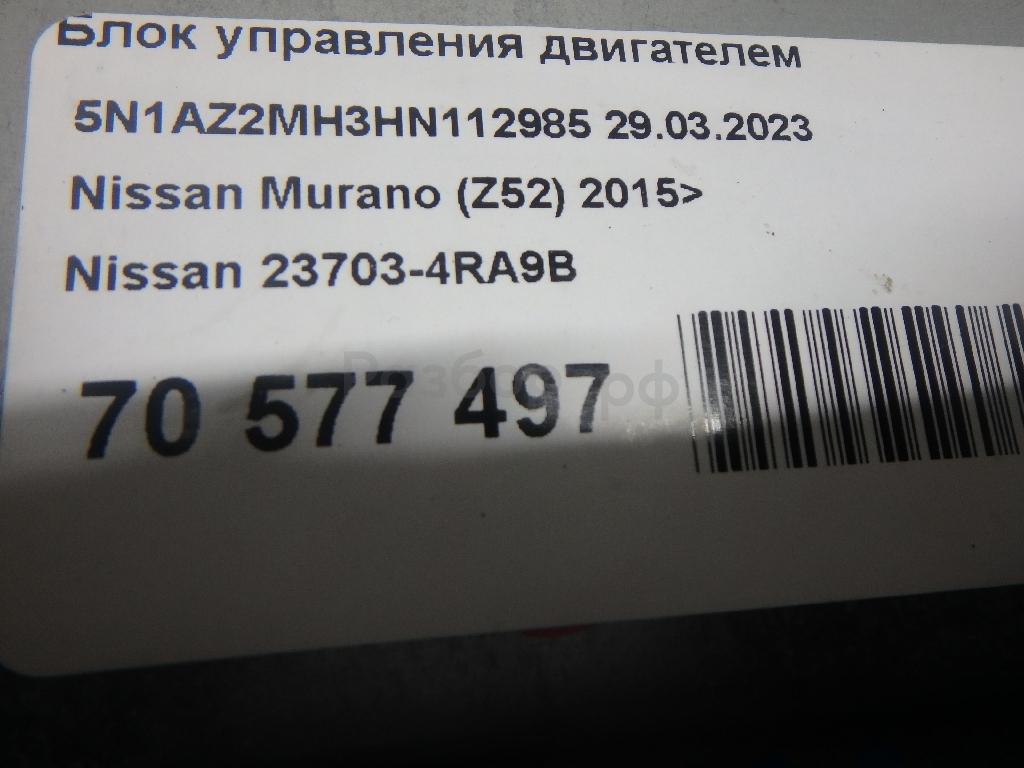 Блок управления двигателем
5N1AZ2MH3HN112985 29.03.2023
Nissan Murano (Z52) 2015>
Nissan 23703-4RA9B
70 577 497